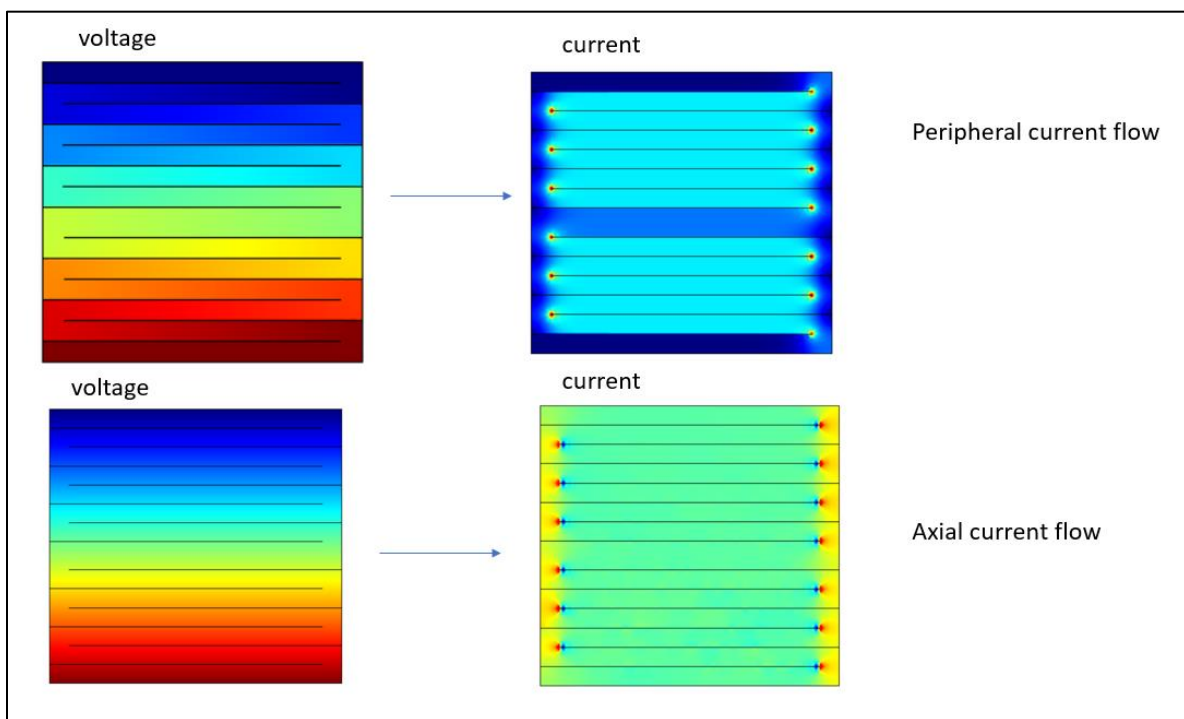 voltage
current
Peripheral current flow
voltage
current
Axial current flow